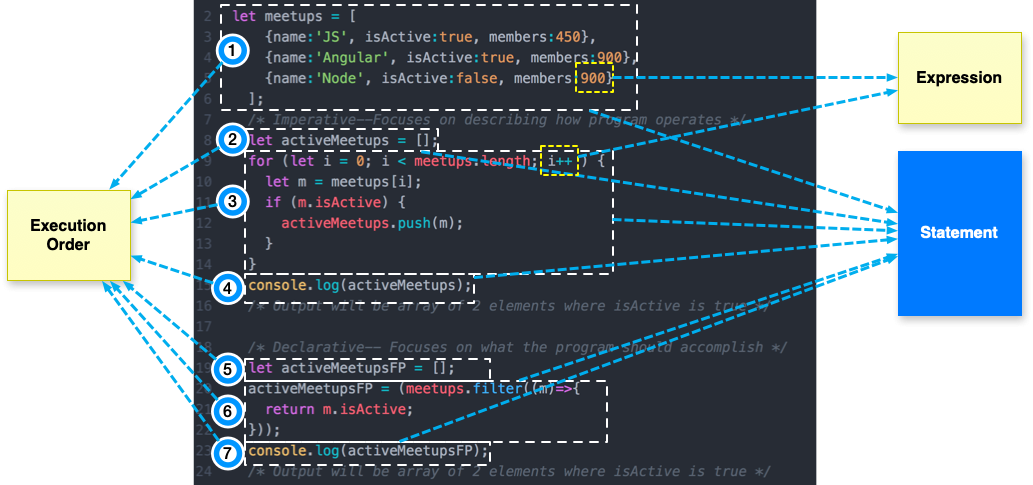 2 let meetups = [
3 {name:'JS', isActive:true, members:450},
4 {name:'Angular', isActive:true, members:900},
5 {name:'Node', isActive:false, members:900}
6 ];
7 /* Imperative--Focuses on describing how program operates */
8 let activeMeetups = [];
9 for (let i = 0; i < meetups.length; i++ ) {
10 let m = meetups[i];
11 if (m.isActive) {
12 activeMeetups.push(m);
13 }
14 }
15 console.log(activeMeetups);
16 /* Output will be array of 2 elements where isActive is true */
17
18 /* Declarative-- Focuses on what the program should accomplish */
19 let activeMeetupsFP = [];
20 activeMeetupsFP = (meetups.filter((m)=>{
21 return m.isActive;
22 }));
23 console.log(activeMeetupsFP);
24 /* Output will be array of 2 elements where isActive is true */
1
2
3
4
5
6
7
Execution
Order
Expression
Statement